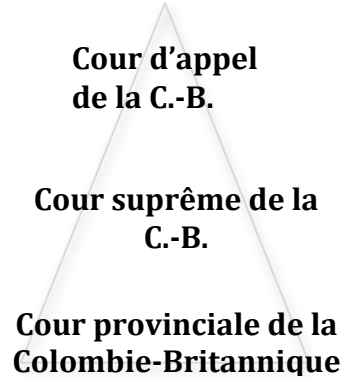 Cour d’appel
de la C.-B.
Cour suprême de la
C.-B.
Cour provinciale de la
Colombie-Britannique